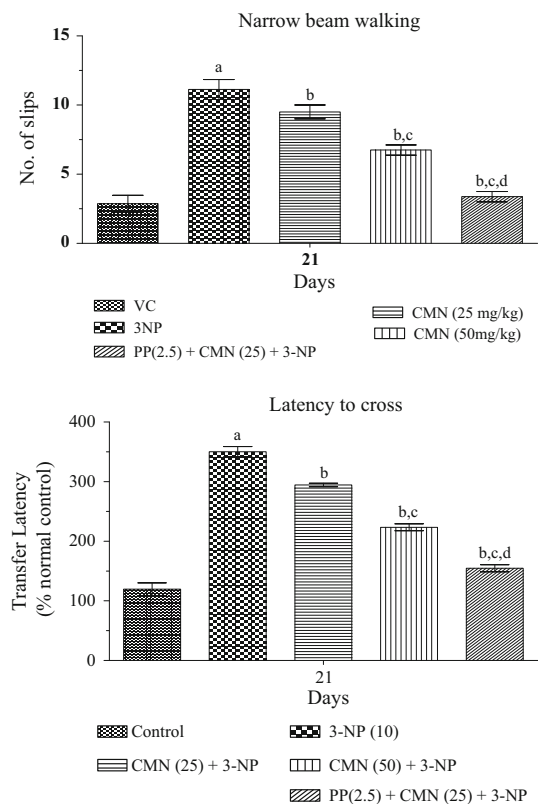 Narrow beam walking
15
10
5
0
No. of slips
a
b
b,c
b,c,d
21
Days
VC
3NP
PP(2.5) + CMN (25) + 3-NP
CMN (25 mg/kg)
CMN (50mg/kg)
Latency to cross
400
300
200
100
0
Transfer Latency
(% normal control)
a
b
b,c
b,c,d
21
Days
Control
3-NP (10)
CMN (25) + 3-NP
CMN (50) + 3-NP
PP(2.5) + CMN (25) + 3-NP